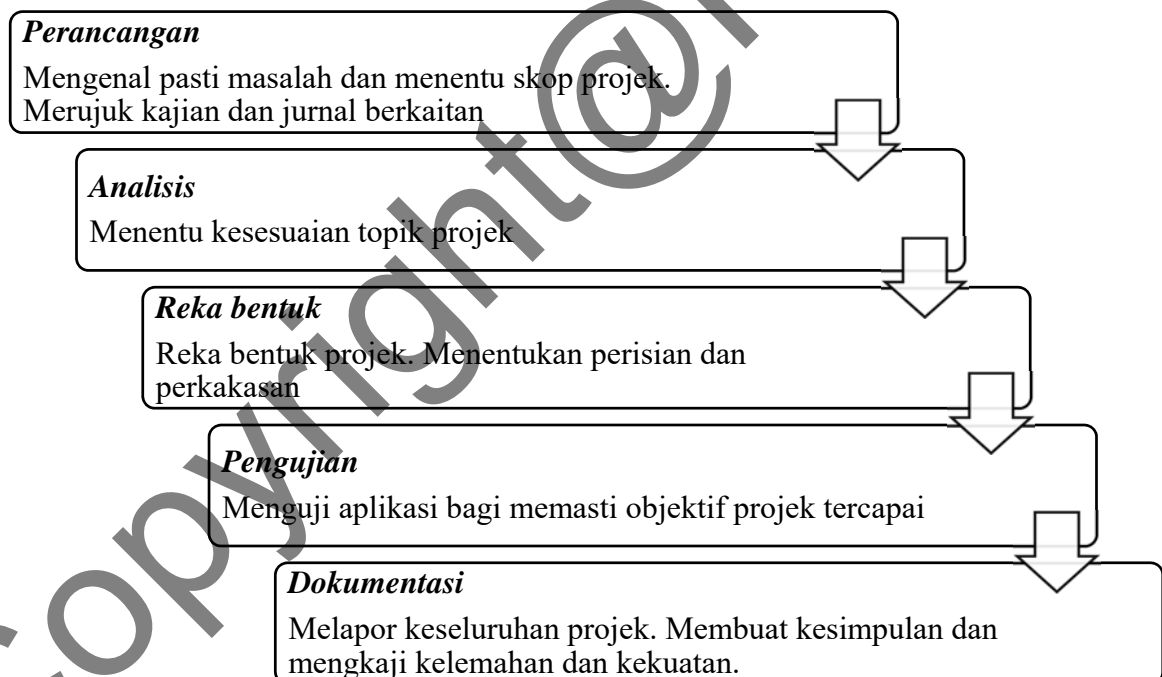 Perancangan
Mengenal pasti masalah dan menentu skop projek.
Merujuk kajian dan jurnal berkaitan
Analisis
Menentu kesesuaian topik projek
Reka bentuk
Reka bentuk projek. Menentukan perisian dan
perkakasan
Pengujian
Menguji aplikasi bagi memasti objektif projek tercapai
Dokumentasi
Melapor keseluruhan projek. Membuat kesimpulan dan
mengkaji kelemahan dan kekuatan.
Copyright@